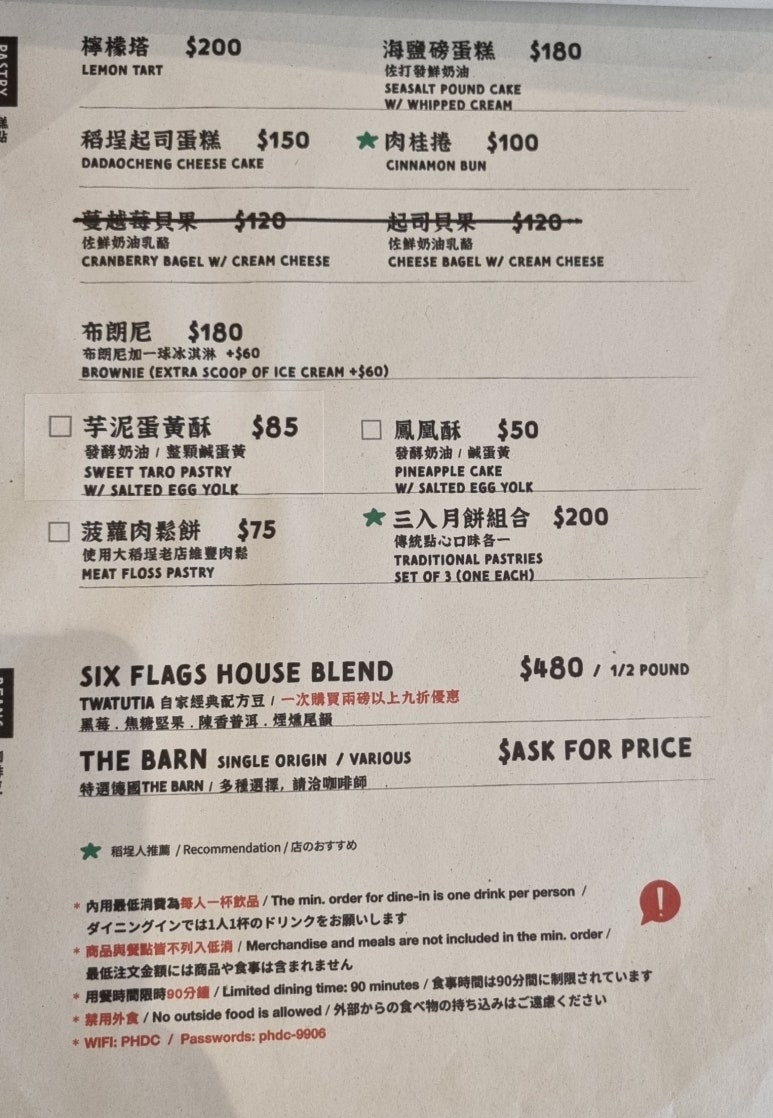 PASTRY
檸檬塔 $200
LEMON TART
海鹽磅蛋糕 $180
佐打發鮮奶油
SEASALT POUND CAKE
W/ WHIPPED CREAM
稻埕起司蛋糕 $150
DADAOCHENG CHEESE CAKE
肉桂捲 $100
CINNAMON BUN
蔓越莓貝果 $120
佐鮮奶油乳酪
CRANBERRY BAGEL W/ CREAM CHEESE
起司貝果 $120
佐鮮奶油乳酪
CHEESE BAGEL W/ CREAM CHEESE
布朗尼 $180
布朗尼加一球冰淇淋 +$60
BROWNIE (EXTRA SCOOP OF ICE CREAM +$60)
芋泥蛋黃酥 $85
發酵奶油 / 整顆鹹蛋黃
SWEET TARO PASTRY
W/ SALTED EGG YOLK
鳳凰酥 $50
發酵奶油 / 鹹蛋黃
PINEAPPLE CAKE
W/ SALTED EGG YOLK
菠蘿肉鬆餅 $75
使用大稻埕老店維豐肉鬆
MEAT FLOSS PASTRY
三入月餅組合 $200
傳統點心口味各一
TRADITIONAL PASTRIES
SET OF 3 (ONE EACH)
SIX FLAGS HOUSE BLEND $480 / 1/2 POUND
TWATUTIA 自家經典配方豆 / 一次購買兩磅以上九折優惠
黑莓 . 焦糖堅果 . 陳香普洱 . 煙燻尾韻
THE BARN SINGLE ORIGIN / VARIOUS $ASK FOR PRICE
特選德國THE BARN / 多種選擇, 請洽咖啡師
稻埕人推薦 / Recommendation / 店のおすすめ
* 內用最低消費為每人一杯飲品 / The min. order for dine-in is one drink per person /
ダイニングインでは1人1杯のドリンクをお願いします
* 商品與餐點皆不列入低消 / Merchandise and meals are not included in the min. order /
最低注文金額には商品や食事は含まれません
* 用餐時間限時90分鐘 / Limited dining time: 90 minutes / 食事時間は90分間に制限されています
* 禁用外食 / No outside food is allowed / 外部からの食べ物の持ち込みはご遠慮ください
* WIFI: PHDC / Passwords: phdc-9906